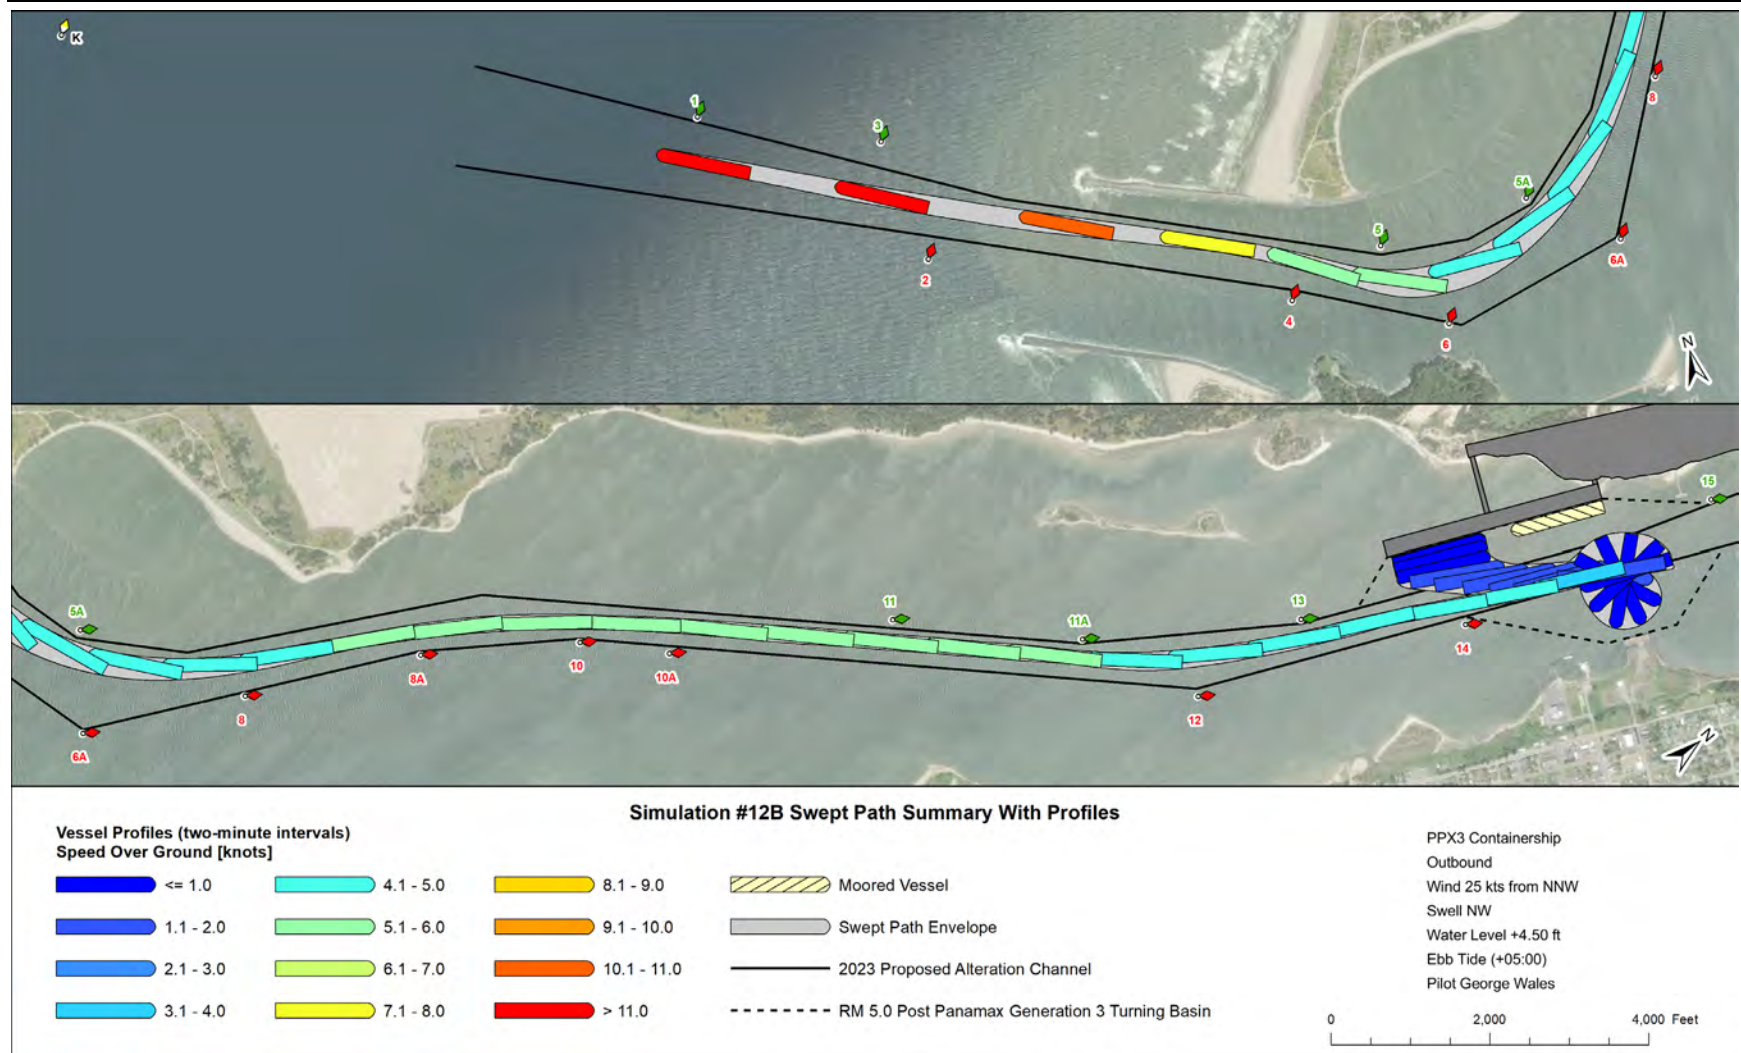 K
1
3
8
5A
5
2
4
6
6A
N
15
5A
11
11A
13
8A
10
10A
14
8
12
6A
N
Simulation #12B Swept Path Summary With Profiles
Vessel Profiles (two-minute intervals)
Speed Over Ground [knots]
<= 1.0
4.1 - 5.0
8.1 - 9.0
Moored Vessel
1.1 - 2.0
5.1 - 6.0
9.1 - 10.0
Swept Path Envelope
2.1 - 3.0
6.1 - 7.0
10.1 - 11.0
2023 Proposed Alteration Channel
3.1 - 4.0
7.1 - 8.0
> 11.0
RM 5.0 Post Panamax Generation 3 Turning Basin
PPX3 Containership
Outbound
Wind 25 kts from NNW
Swell NW
Water Level +4.50 ft
Ebb Tide (+05:00)
Pilot George Wales
0 2,000 4,000 Feet